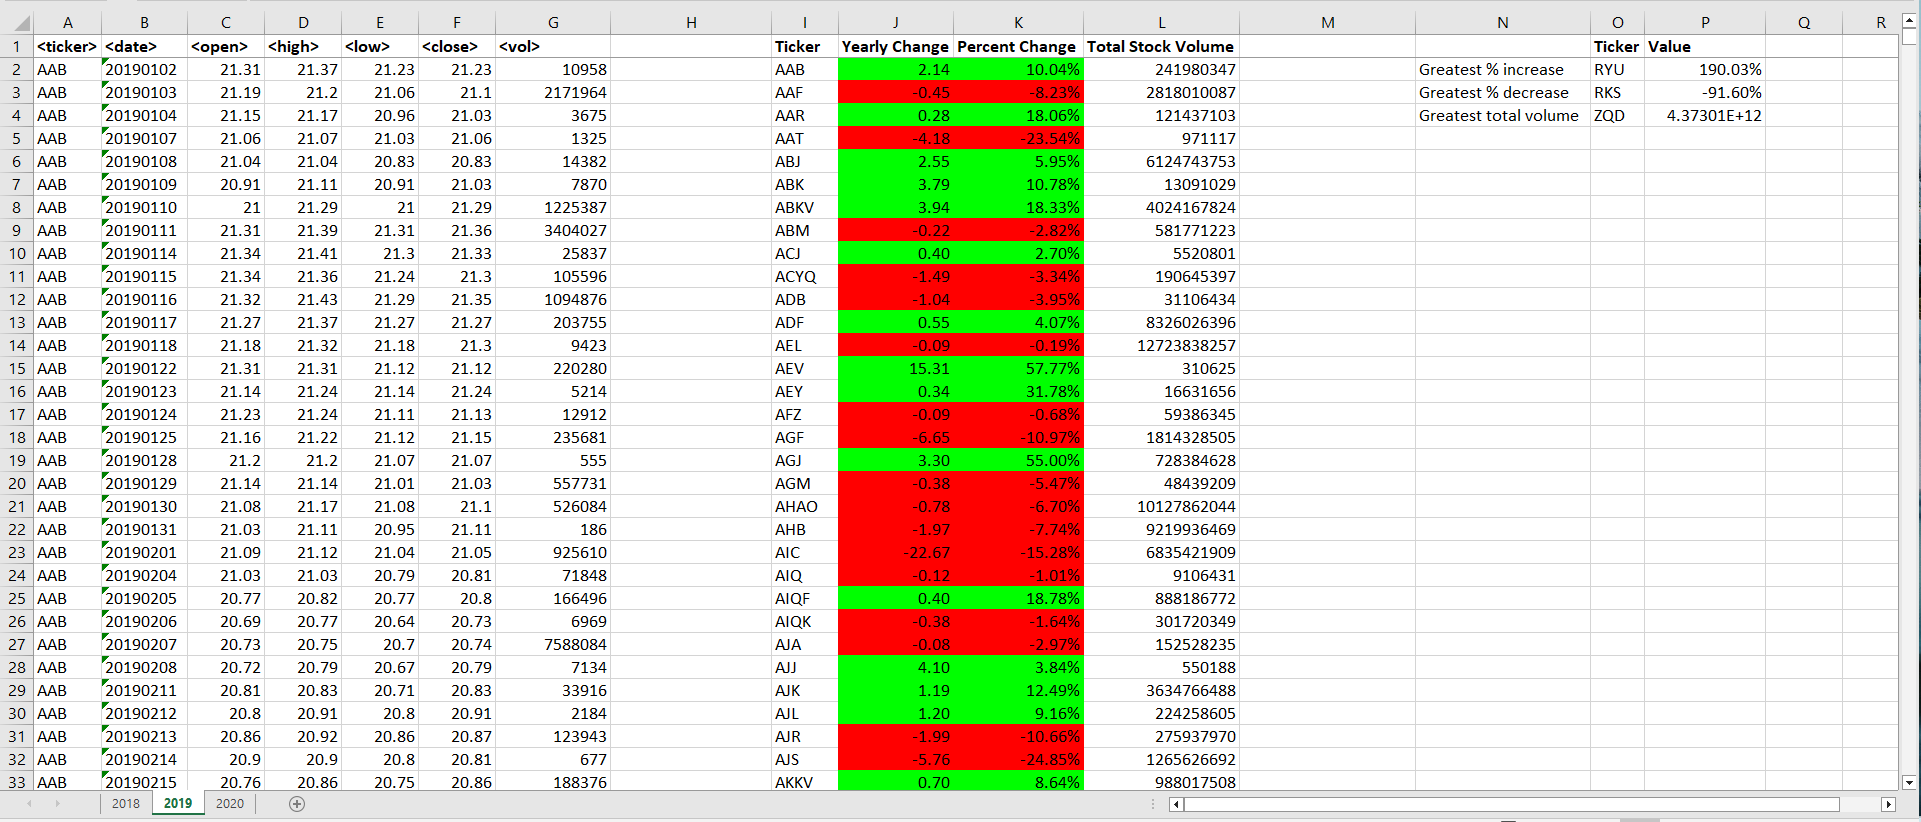 A B C D E F G H I J K L M N O P Q R
1 <ticker> <date> <open> <high> <low> <close> <vol> Ticker Yearly Change Percent Change Total Stock Volume Ticker Value
2 AAB 20190102 21.31 21.37 21.23 21.23 10958 AAB 2.14 10.04% 241980347 Greatest % increase RYU 190.03%
3 AAB 20190103 21.19 21.2 21.06 21.1 2171964 AAF -0.45 -8.23% 2818010087 Greatest % decrease RKS -91.60%
4 AAB 20190104 21.15 21.17 20.96 21.03 3675 AAR 0.28 18.06% 121437103 Greatest total volume ZQD 4.37301E+12
5 AAB 20190107 21.06 21.07 21.03 21.06 1325 AAT -4.18 -23.54% 971117
6 AAB 20190108 21.04 21.04 20.83 20.83 14382 ABJ 2.55 5.95% 6124743753
7 AAB 20190109 20.91 21.11 20.91 21.03 7870 ABK 3.79 10.78% 13091029
8 AAB 20190110 21 21.29 21 21.29 1225387 ABKV 3.94 18.33% 4024167824
9 AAB 20190111 21.31 21.39 21.31 21.36 3404027 ABM -0.22 -2.82% 581771223
10 AAB 20190114 21.34 21.41 21.3 21.33 25837 ACJ 0.40 2.70% 5520801
11 AAB 20190115 21.34 21.36 21.24 21.3 105596 ACYQ -1.49 -3.34% 190645397
12 AAB 20190116 21.32 21.43 21.29 21.35 1094876 ADB -1.04 -3.95% 31106434
13 AAB 20190117 21.27 21.37 21.27 21.27 203755 ADF 0.55 4.07% 8326026396
14 AAB 20190118 21.18 21.32 21.18 21.3 9423 AEL -0.09 -0.19% 12723838257
15 AAB 20190122 21.31 21.31 21.12 21.12 220280 AEV 15.31 57.77% 310625
16 AAB 20190123 21.14 21.24 21.14 21.24 5214 AEY 0.34 31.78% 16631656
17 AAB 20190124 21.23 21.24 21.11 21.13 12912 AFZ -0.09 -0.68% 59386345
18 AAB 20190125 21.16 21.22 21.12 21.15 235681 AGF -6.65 -10.97% 1814328505
19 AAB 20190128 21.2 21.2 21.07 21.07 555 AGJ 3.30 55.00% 728384628
20 AAB 20190129 21.14 21.14 21.01 21.03 557731 AGM -0.38 -5.47% 48439209
21 AAB 20190130 21.08 21.17 21.08 21.1 526084 AHAO -0.78 -6.70% 10127862044
22 AAB 20190131 21.03 21.11 20.95 21.11 186 AHB -1.97 -7.74% 9219936469
23 AAB 20190201 21.09 21.12 21.04 21.05 925610 AIC -22.67 -15.28% 6835421909
24 AAB 20190204 21.03 21.03 20.79 20.81 71848 AIQ -0.12 -1.01% 9106431
25 AAB 20190205 20.77 20.82 20.77 20.8 166496 AIQF 0.40 18.78% 888186772
26 AAB 20190206 20.69 20.77 20.64 20.73 6969 AIQK -0.38 -1.64% 301720349
27 AAB 20190207 20.73 20.75 20.7 20.74 7588084 AJA -0.08 -2.97% 152528235
28 AAB 20190208 20.72 20.79 20.67 20.79 7134 AJJ 4.10 3.84% 550188
29 AAB 20190211 20.81 20.83 20.71 20.83 33916 AJK 1.19 12.49% 3634766488
30 AAB 20190212 20.8 20.91 20.8 20.91 2184 AJL 1.20 9.16% 224258605
31 AAB 20190213 20.86 20.92 20.86 20.87 123943 AJR -1.99 -10.66% 275937970
32 AAB 20190214 20.9 20.9 20.8 20.81 677 AJS -5.76 -24.85% 1265626692
33 AAB 20190215 20.76 20.86 20.75 20.86 188376 AKKV 0.70 8.64% 988017508
2018 2019 2020